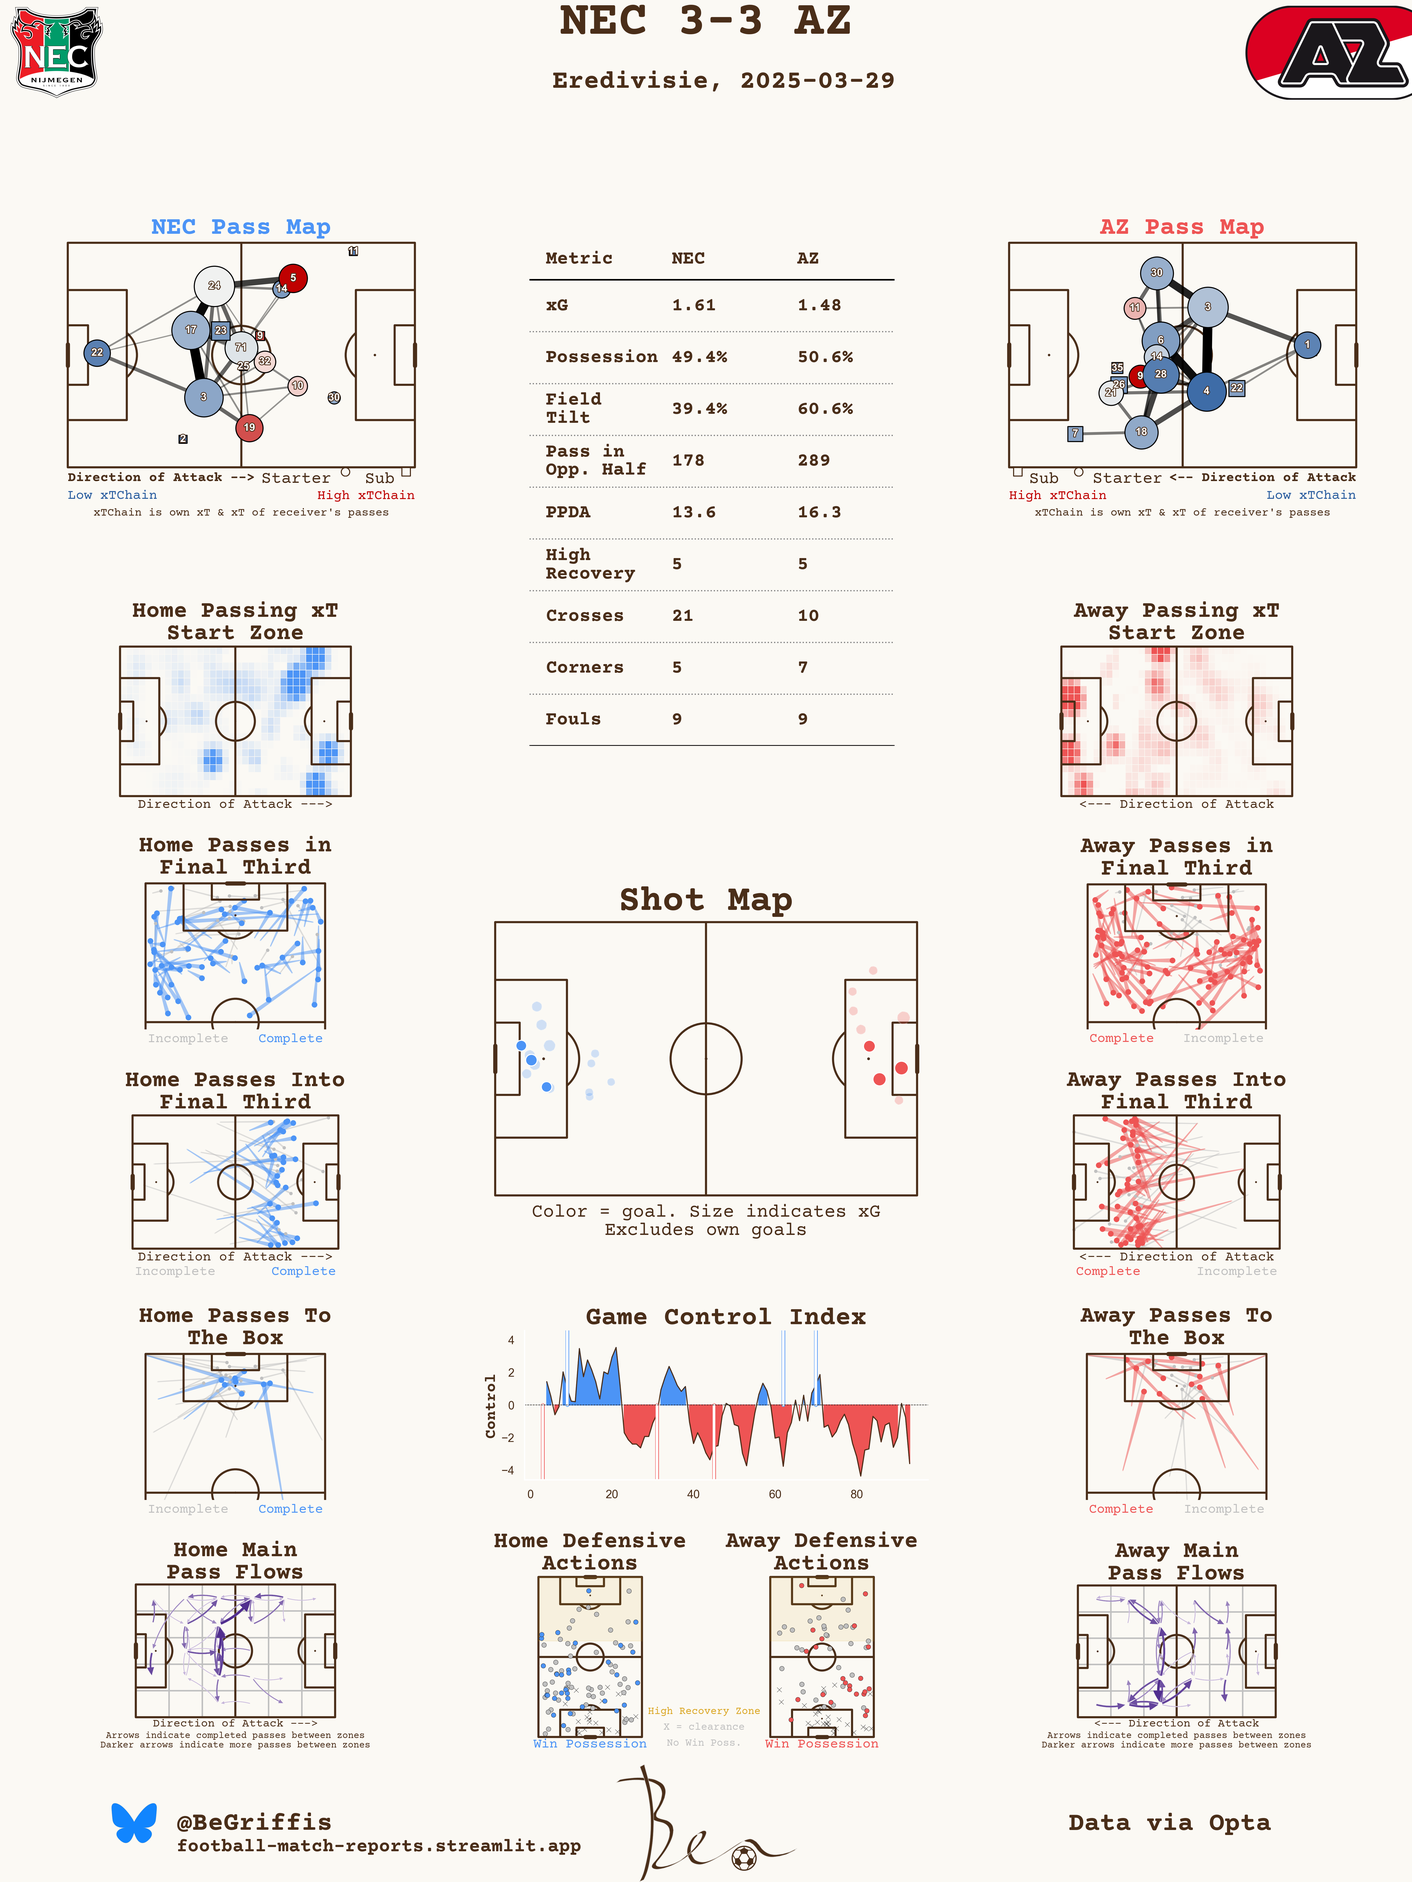 NEC 3-3 AZ
Eredivisie, 2025-03-29
NEC
NIJMEGEN
AZ
NEC Pass Map
11
5
14
24
17
23
9
71
22
25
32
10
3
30
19
2
Direction of Attack --> Starter Sub
Low xTChain High xTChain
xTChain is own xT & xT of receiver's passes
Metric NEC AZ
xG 1.61 1.48
Possession 49.4% 50.6%
Field
Tilt 39.4% 60.6%
Pass in
Opp. Half 178 289
PPDA 13.6 16.3
High
Recovery 5 5
Crosses 21 10
Corners 5 7
Fouls 9 9
AZ Pass Map
30
11
3
6
1
14
35
9
28
26
21
4
22
7
18
Sub Starter <-- Direction of Attack
High xTChain Low xTChain
xTChain is own xT & xT of receiver's passes
Home Passing xT
Start Zone
Direction of Attack --->
Away Passing xT
Start Zone
<--- Direction of Attack
Home Passes in
Final Third
Incomplete Complete
Away Passes in
Final Third
Complete Incomplete
Shot Map
Color = goal. Size indicates xG
Excludes own goals
Home Passes Into
Final Third
Direction of Attack --->
Incomplete Complete
Away Passes Into
Final Third
<--- Direction of Attack
Complete Incomplete
Home Passes To
The Box
Incomplete Complete
Game Control Index
Control
4
2
0
−2
−4
0 20 40 60 80
Away Passes To
The Box
Complete Incomplete
Home Main
Pass Flows
Direction of Attack --->
Arrows indicate completed passes between zones
Darker arrows indicate more passes between zones
Home Defensive
Actions
Win Possession
Away Defensive
Actions
Win Possession
High Recovery Zone
X = clearance
No Win Poss.
Away Main
Pass Flows
<--- Direction of Attack
Arrows indicate completed passes between zones
Darker arrows indicate more passes between zones
@BeGriffis
football-match-reports.streamlit.app
Ben
Data via Opta